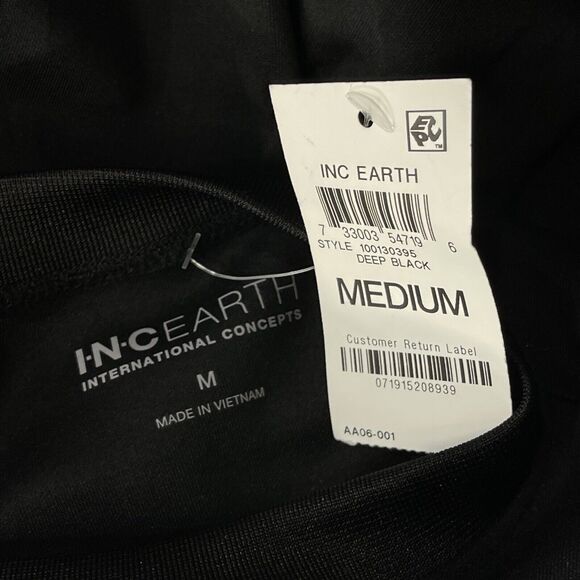 INC EARTH
7 33003 54719 6
STYLE 100130395
DEEP BLACK
MEDIUM
Customer Return Label
071915208939
AA06-001
I·N·C EARTH
INTERNATIONAL CONCEPTS
M
MADE IN VIETNAM